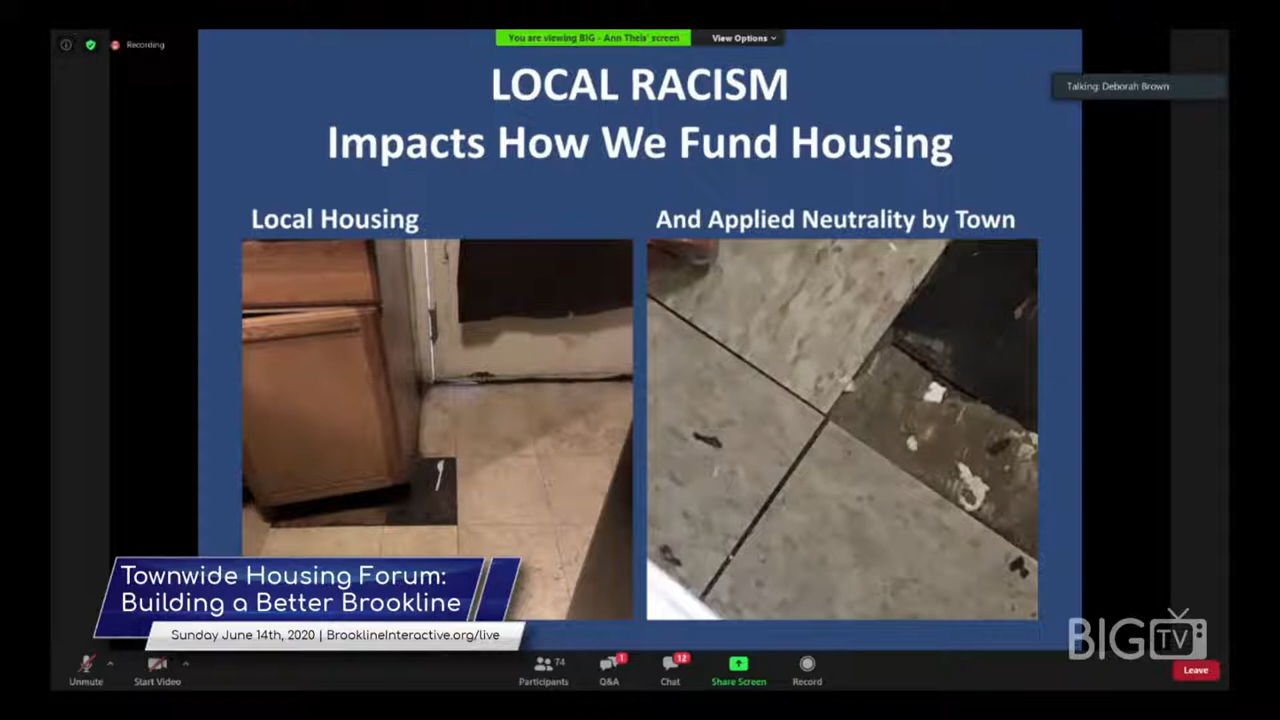 Recording
You are viewing BIG - Ann Theis' screen
View Options
Talking: Deborah Brown
LOCAL RACISM
Impacts How We Fund Housing
Local Housing
And Applied Neutrality by Town
Townwide Housing Forum:
Building a Better Brookline
Sunday June 14th, 2020 | BrooklineInteractive.org/live
BIG TV
74
1
12
Unmute
Start Video
Participants
Q&A
Chat
Share Screen
Record
Leave